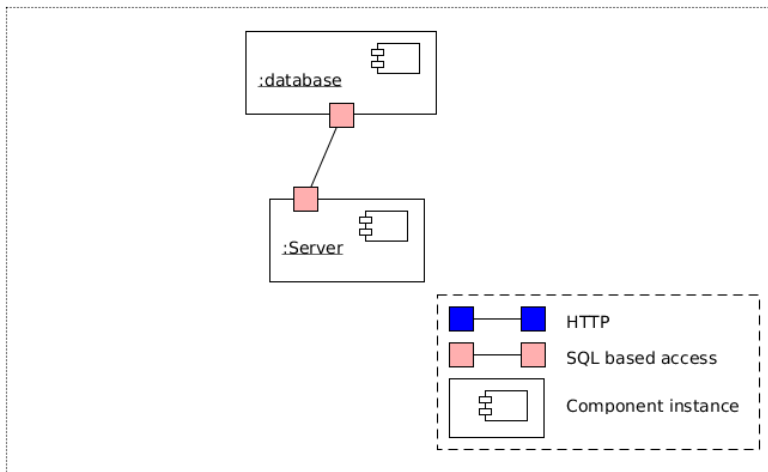 :database
:Server
HTTP
SQL based access
Component instance